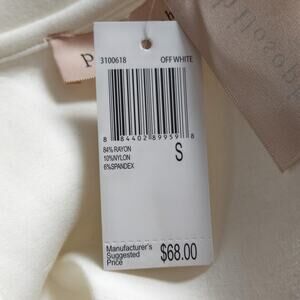 3100618 OFF WHITE
8 84402 89959 8
84% RAYON
10%NYLON
6%SPANDEX
S
Manufacturer's
Suggested
Price
$68.00